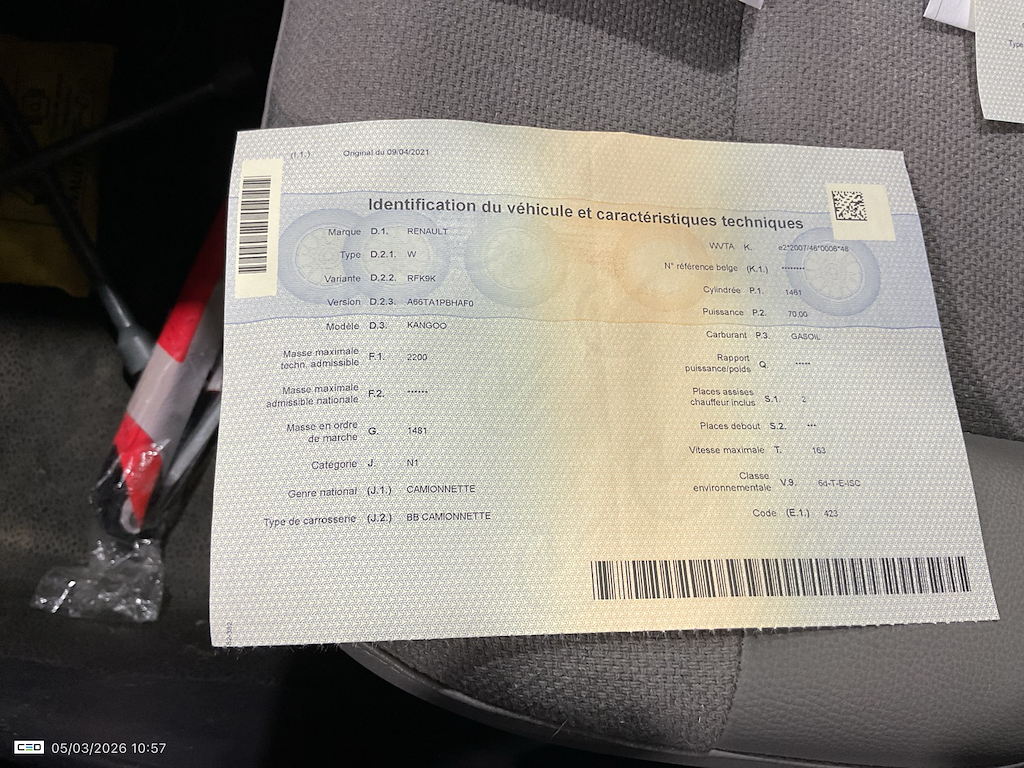 (I.1.) Original du 09/04/2021
Identification du véhicule et caractéristiques techniques
Marque D.1. RENAULT
Type D.2.1. W
Variante D.2.2. RFK9K
Version D.2.3. A66TA1PBHAF0
Modèle D.3. KANGOO
Masse maximale
techn. admissible F.1. 2200
Masse maximale
admissible nationale F.2. ******
Masse en ordre
de marche G. 1481
Catégorie J. N1
Genre national (J.1.) CAMIONNETTE
Type de carrosserie (J.2.) BB CAMIONNETTE
WVTA K. e2*2007/46*0006*46
N° référence belge (K.1.) ********
Cylindrée P.1. 1461
Puissance P.2. 70,00
Carburant P.3. GASOIL
Rapport
puissance/poids Q. *****
Places assises
chauffeur inclus S.1. 2
Places debout S.2. ***
Vitesse maximale T. 163
Classe
environnementale V.9. 6d-T-E-ISC
Code (E.1.) 423
Type
CEO 05/03/2026 10:57